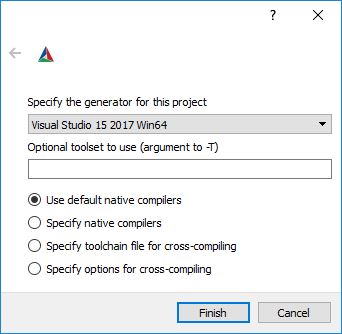 ?
Specify the generator for this project
Visual Studio 15 2017 Win64
Optional toolset to use (argument to -T)
Use default native compilers
Specify native compilers
Specify toolchain file for cross-compiling
Specify options for cross-compiling
Finish
Cancel